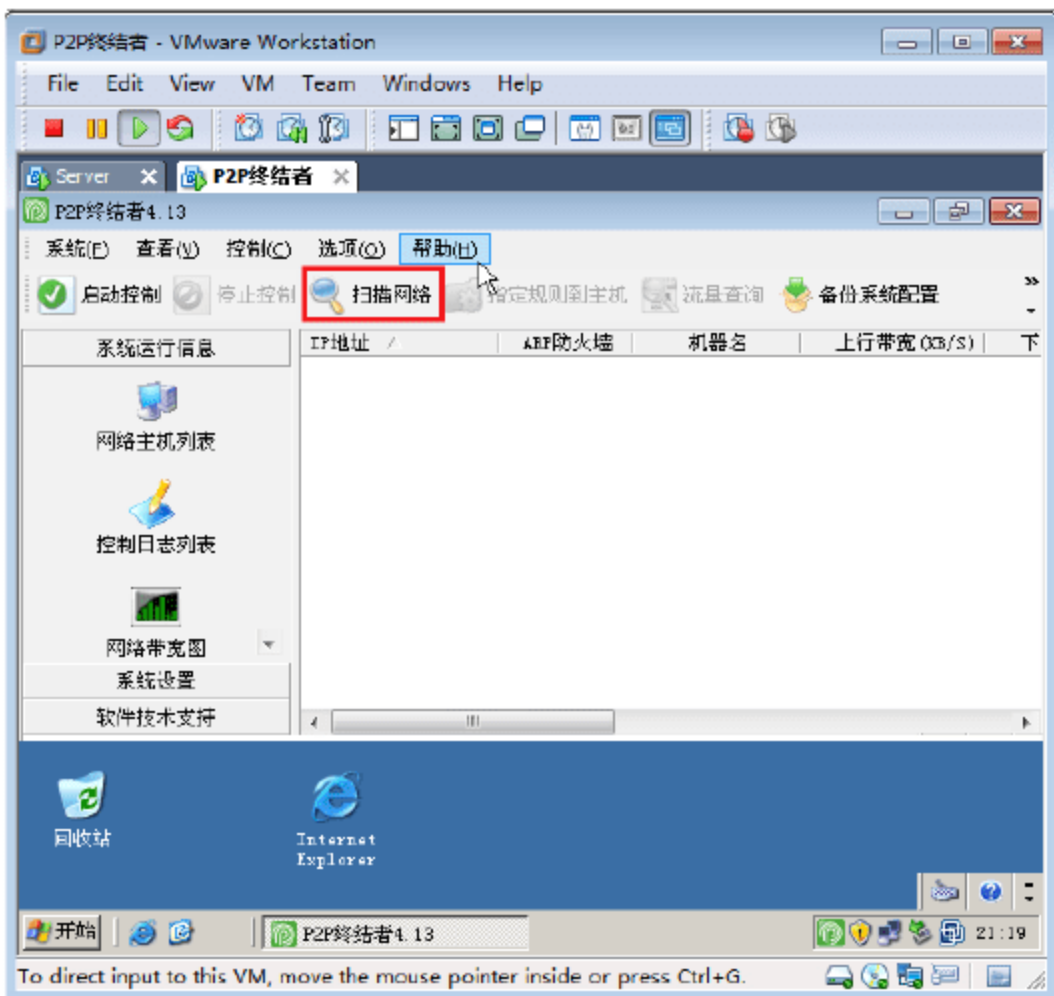 P2P终结者 - VMware Workstation
File Edit View VM Team Windows Help
Server P2P终结者
P2P终结者4.13
系统(F) 查看(V) 控制(C) 选项(O) 帮助(H)
启动控制 停止控制 扫描网络 指定规则到主机 流量查询 备份系统配置 »
系统运行信息 IP地址 ARP防火墙 机器名 上行带宽(KB/S) 下
网络主机列表
控制日志列表
网络带宽图
系统设置
软件技术支持
回收站 Internet Explorer
开始 P2P终结者4.13 21:19
To direct input to this VM, move the mouse pointer inside or press Ctrl+G.